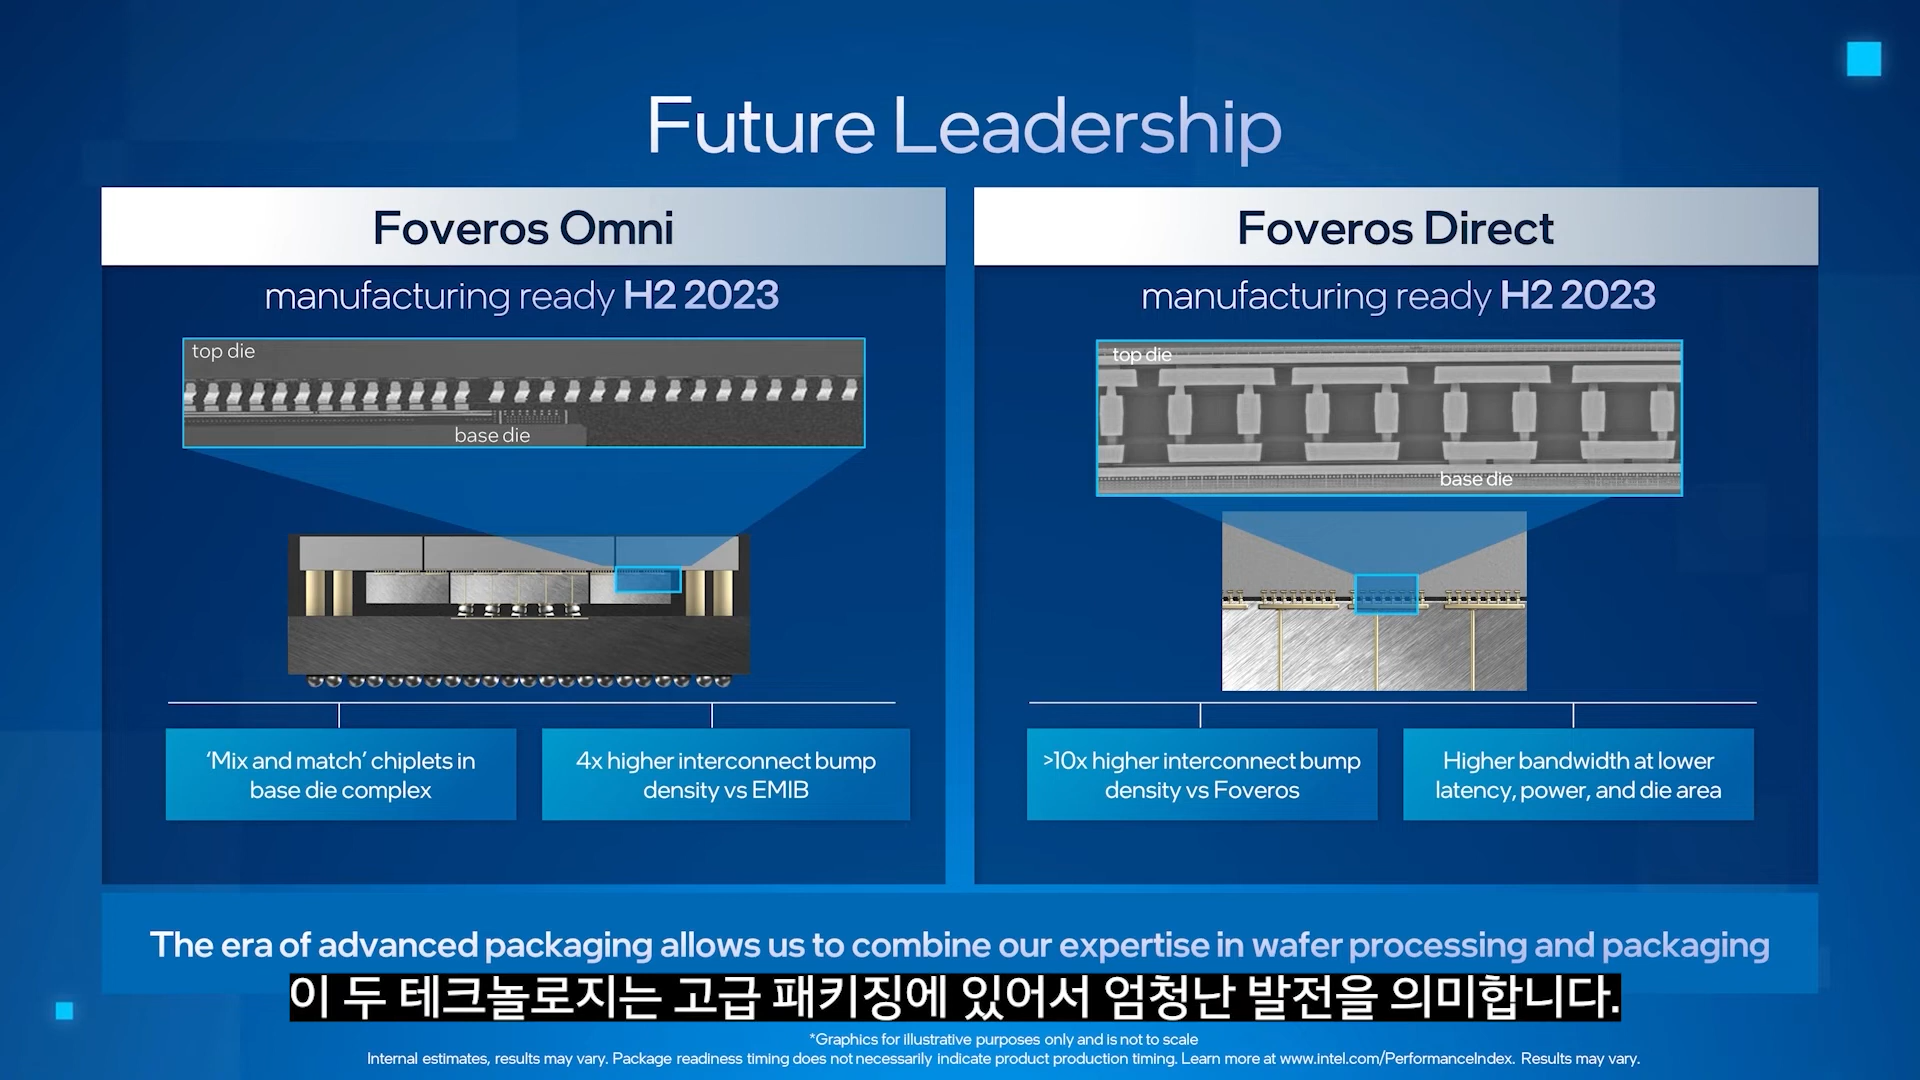 Future Leadership
Foveros Omni
manufacturing ready H2 2023
top die
base die
'Mix and match' chiplets in
base die complex
4x higher interconnect bump
density vs EMIB
Foveros Direct
manufacturing ready H2 2023
top die
base die
>10x higher interconnect bump
density vs Foveros
Higher bandwidth at lower
latency, power, and die area
The era of advanced packaging allows us to combine our expertise in wafer processing and packaging
이 두 테크놀로지는 고급 패키징에 있어서 엄청난 발전을 의미합니다.
*Graphics for illustrative purposes only and is not to scale
Internal estimates, results may vary. Package readiness timing does not necessarily indicate product production timing. Learn more at www.intel.com/PerformanceIndex. Results may vary.